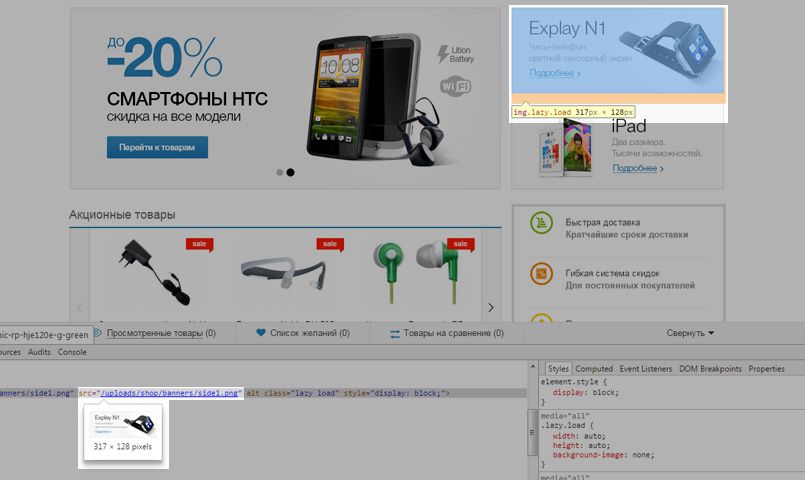 до
-20%
Lition
Battery
Wi Fi
СМАРТФОНЫ HTC
скидка на все модели
Перейти к товарам
Explay N1
Часы-телефон
цветной сенсорный экран
Подробнее >
img.lazy.load 317px × 128px
iPad
Два размера.
Тысячи возможностей.
Подробнее >
Акционные товары
sale
sale
sale
Быстрая доставка
Кратчайшие сроки доставки
Гибкая система скидок
Для постоянных покупателей
nic-rp-hje120e-g-green
Просмотренные товары (0)
Список желаний (0)
Товары на сравнение (0)
Свернуть
ources Audits Console
anners/side1.png" src="/uploads/shop/banners/side1.png" alt class="lazy load" style="display: block;">
Explay N1
317 × 128 pixels
Styles Computed Event Listeners DOM Breakpoints Properties
element.style {
display: block;
}
media="all"
.lazy.load {
width: auto;
height: auto;
background-image: none;
}
media="all"